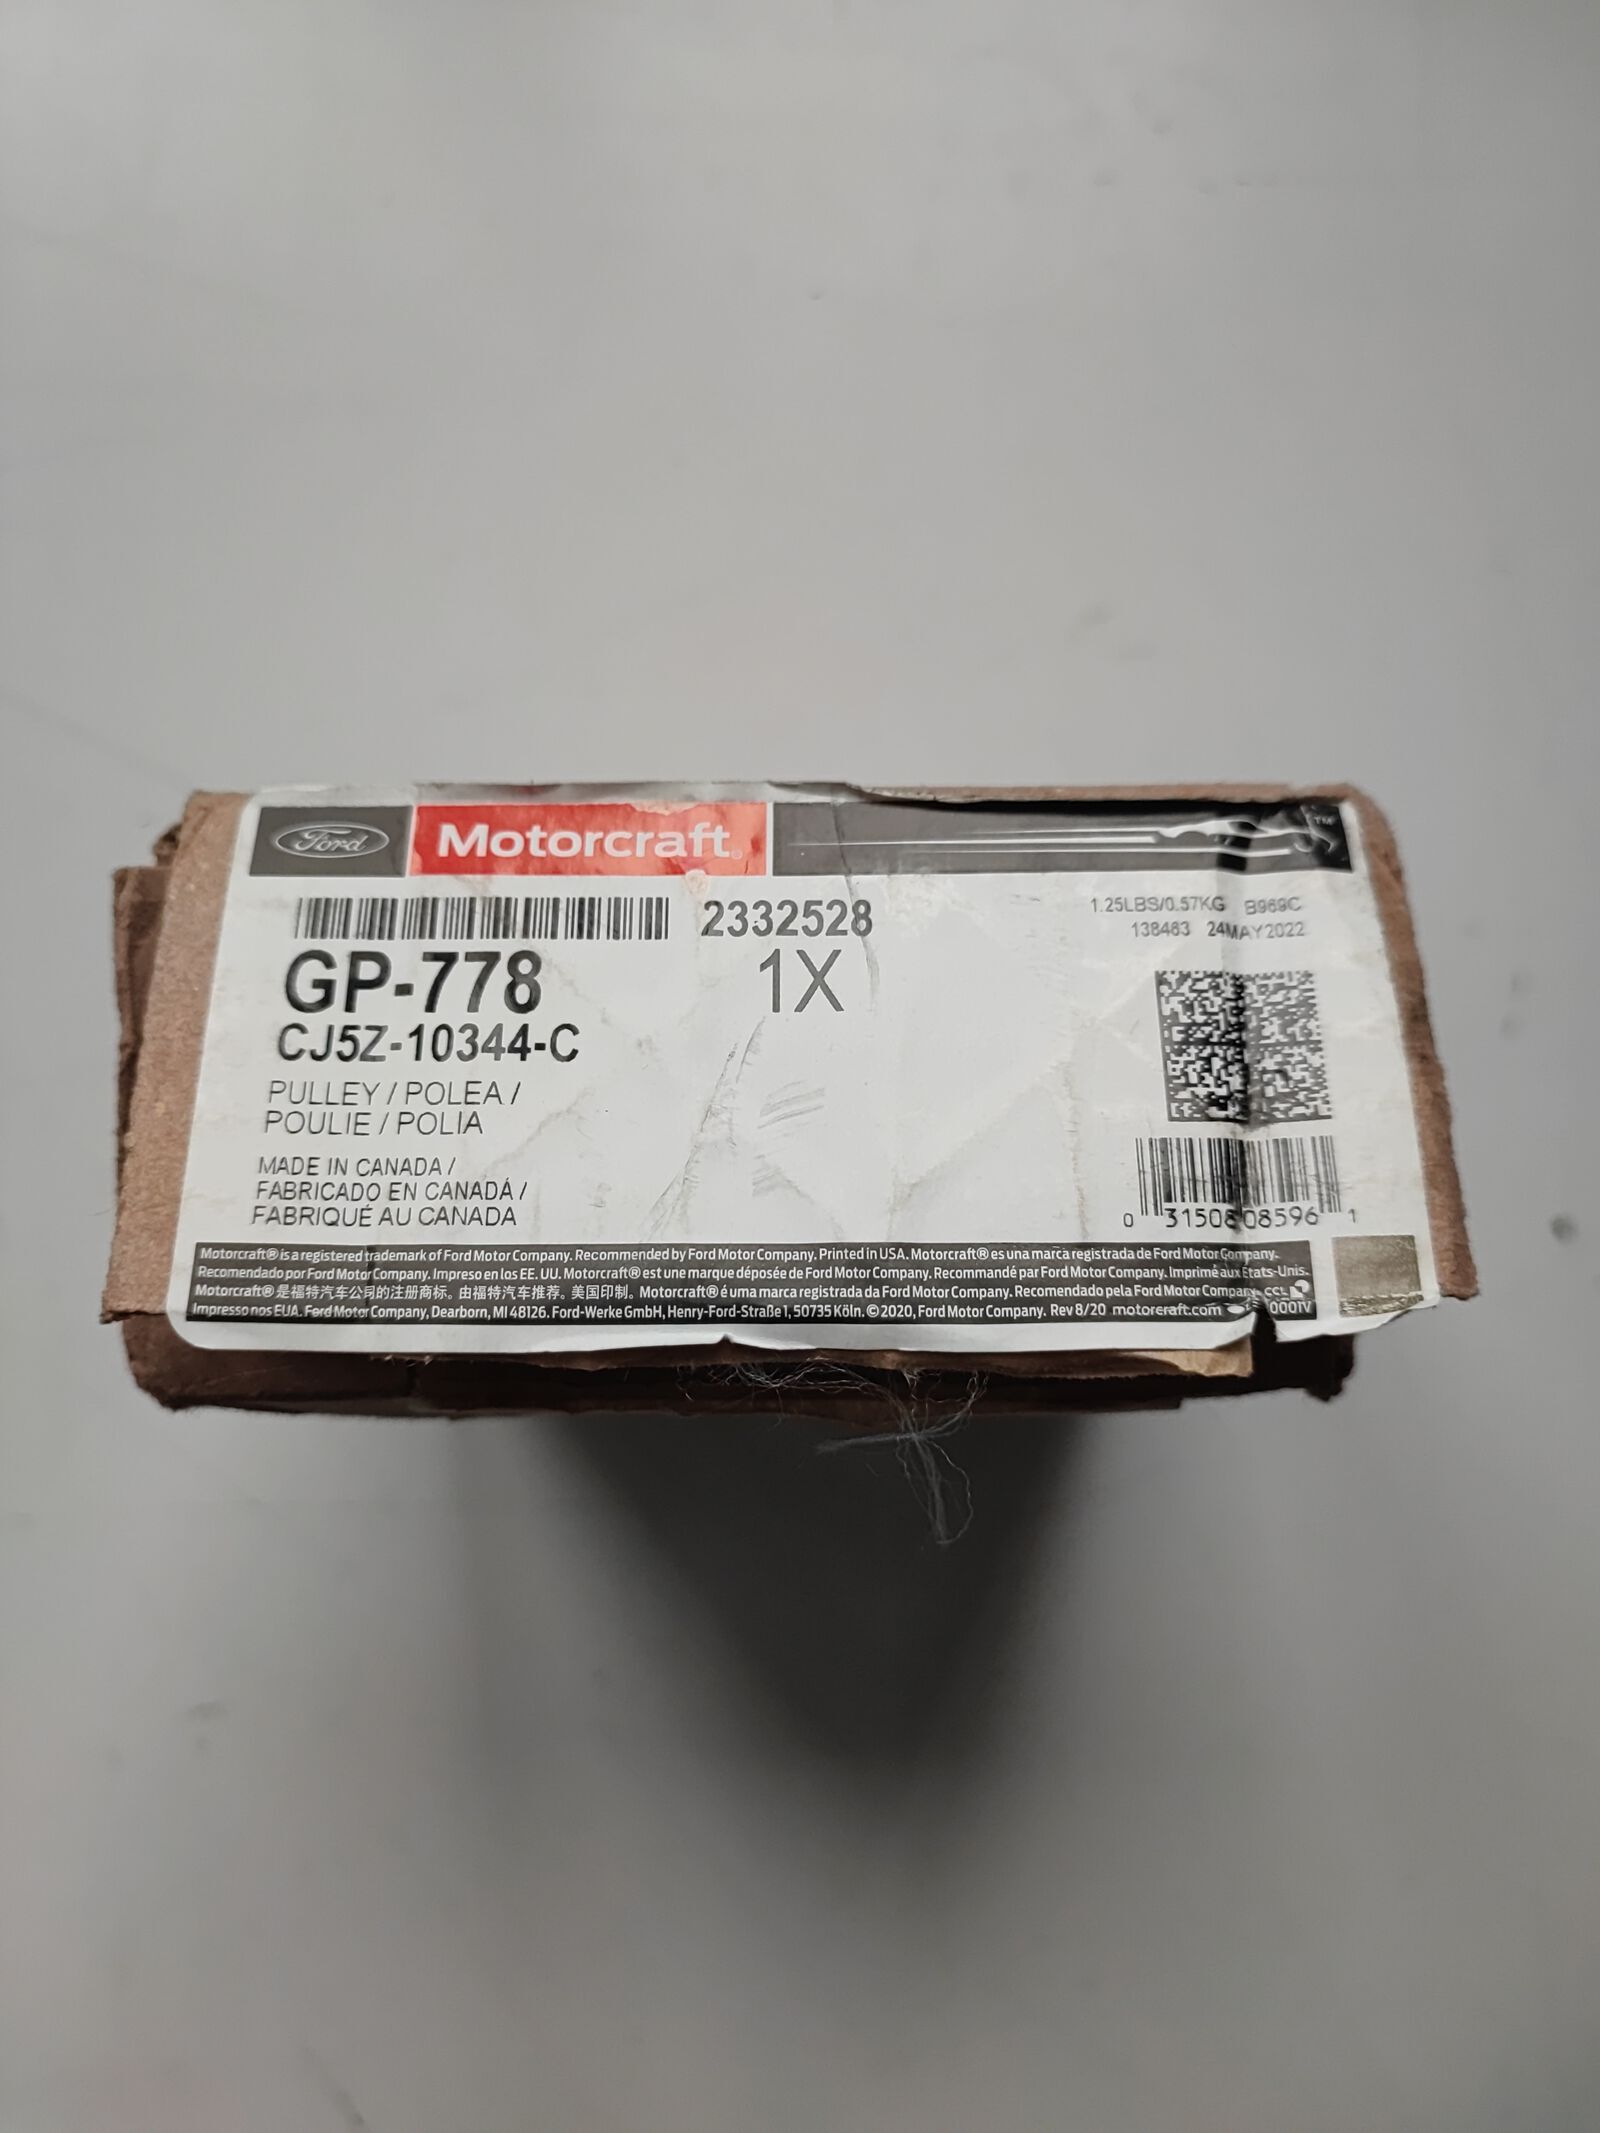 Ford
Motorcraft®
TM
2332528
1.25LBS/0.57KG B969C
138483 24MAY2022
GP-778
1X
CJ5Z-10344-C
PULLEY / POLEA /
POULIE / POLIA
MADE IN CANADA /
FABRICADO EN CANADÁ /
FABRIQUÉ AU CANADA
0 31508 08596 1
Motorcraft® is a registered trademark of Ford Motor Company. Recommended by Ford Motor Company. Printed in USA. Motorcraft® es una marca registrada de Ford Motor Company.
Recomendado por Ford Motor Company. Impreso en los EE. UU. Motorcraft® est une marque déposée de Ford Motor Company. Recommandé par Ford Motor Company. Imprimé aux États-Unis.
Motorcraft® 是福特汽车公司的注册商标。由福特汽车推荐。美国印制。Motorcraft® é uma marca registrada da Ford Motor Company. Recomendado pela Ford Motor Company. CCL
Impresso nos EUA. Ford Motor Company, Dearborn, MI 48126. Ford-Werke GmbH, Henry-Ford-Straße 1, 50735 Köln. © 2020, Ford Motor Company. Rev 8/20 motorcraft.com